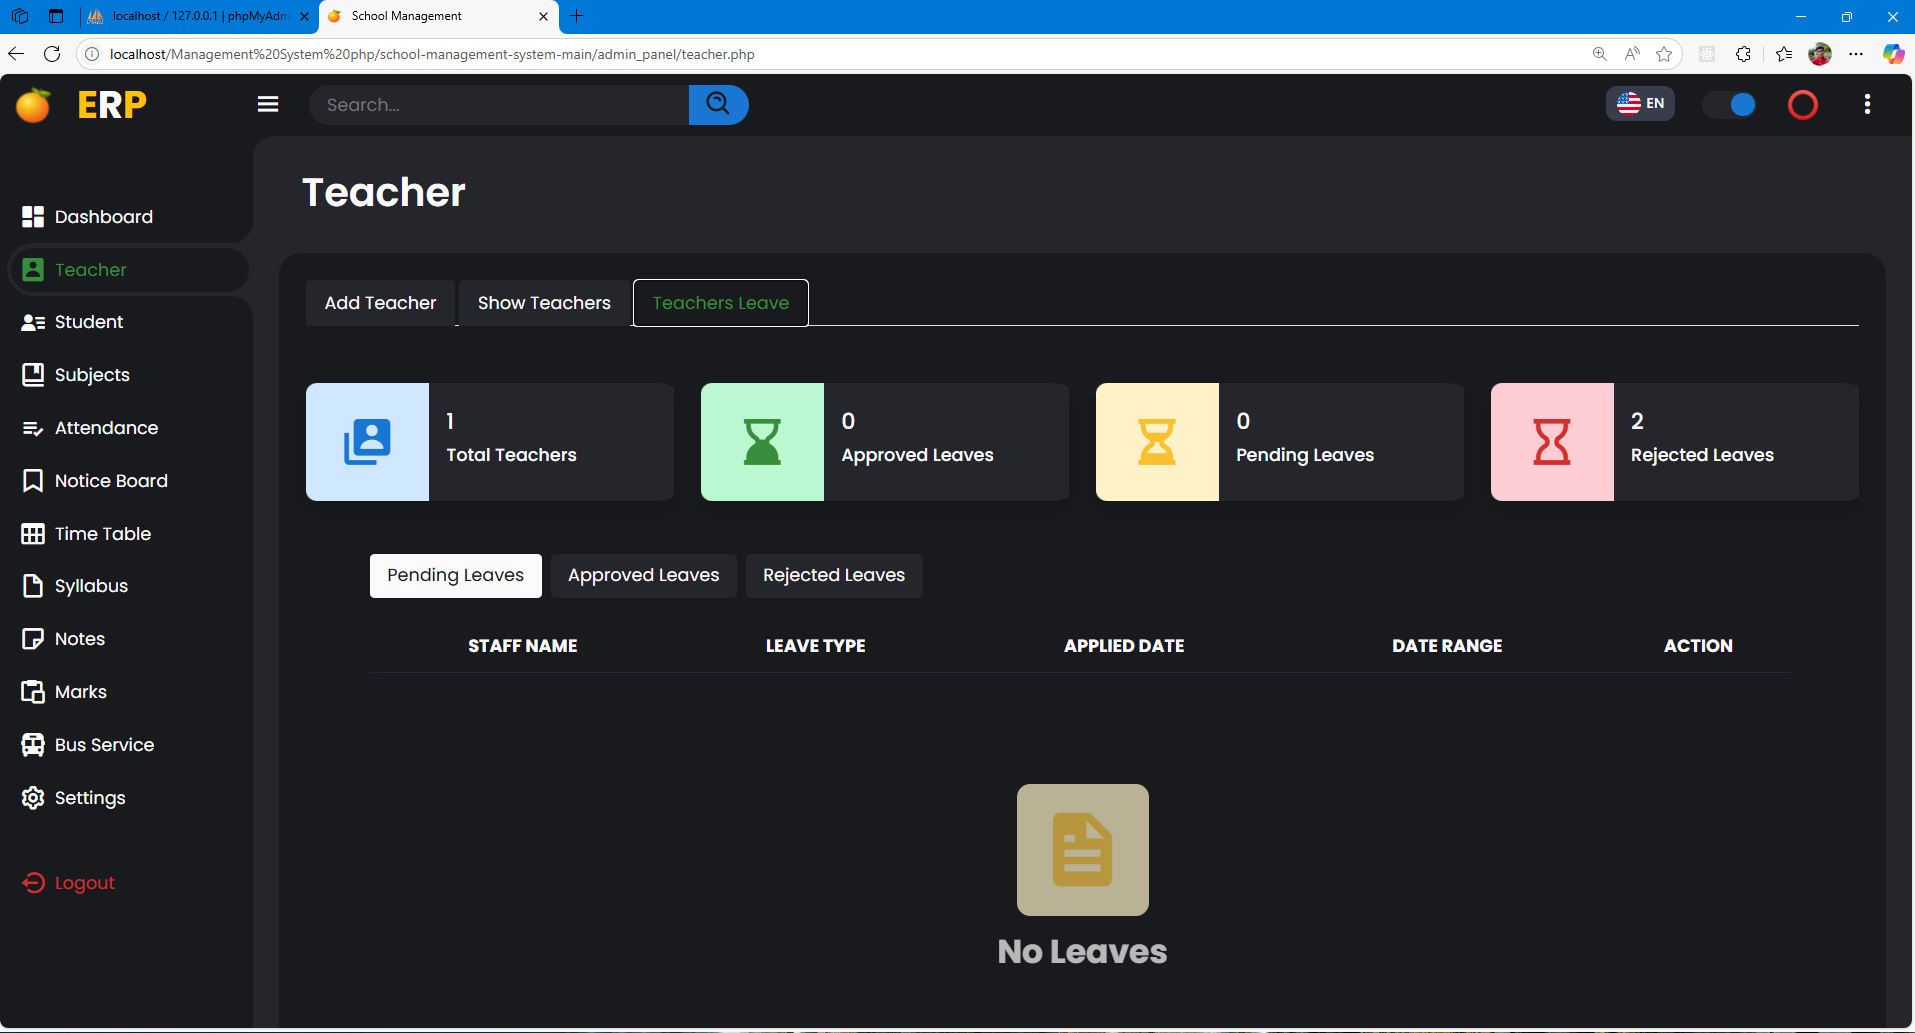 localhost / 127.0.0.1 | phpMyAdm
School Management
localhost/Management%20System%20php/school-management-system-main/admin_panel/teacher.php
ERP
Search...
EN
Dashboard
Teacher
Student
Subjects
Attendance
Notice Board
Time Table
Syllabus
Notes
Marks
Bus Service
Settings
Logout
Teacher
Add Teacher
Show Teachers
Teachers Leave
1
Total Teachers
0
Approved Leaves
0
Pending Leaves
2
Rejected Leaves
Pending Leaves
Approved Leaves
Rejected Leaves
STAFF NAME LEAVE TYPE APPLIED DATE DATE RANGE ACTION
No Leaves